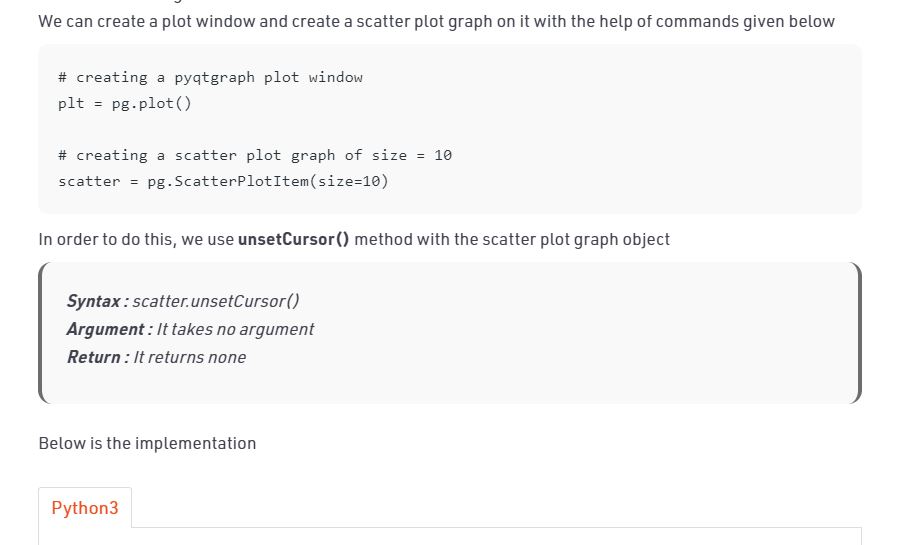 We can create a plot window and create a scatter plot graph on it with the help of commands given below
# creating a pyqtgraph plot window
plt = pg.plot()
# creating a scatter plot graph of size = 10
scatter = pg.ScatterPlotItem(size=10)
In order to do this, we use unsetCursor() method with the scatter plot graph object
Syntax : scatter.unsetCursor()
Argument : It takes no argument
Return : It returns none
Below is the implementation
Python3